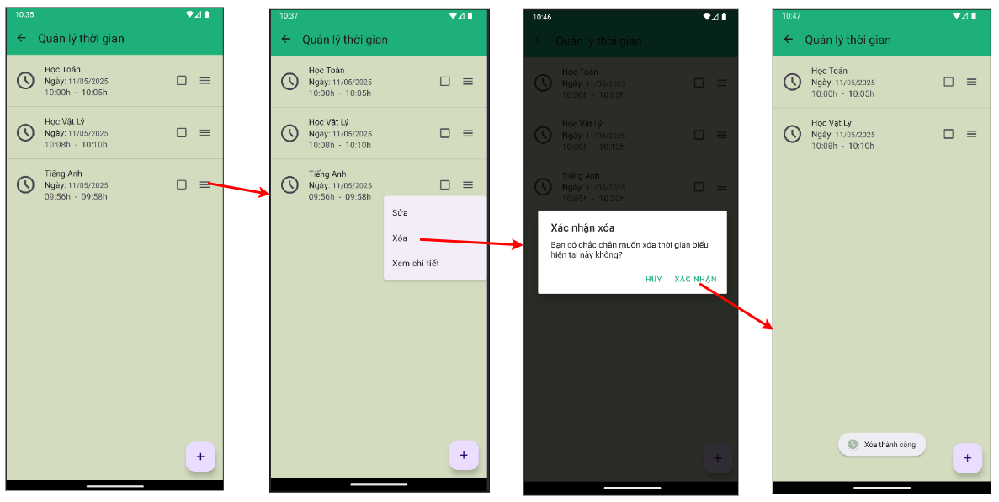 10:35
Quản lý thời gian
Học Toán
Ngày: 11/05/2025
10:00h - 10:05h
Học Vật Lý
Ngày: 11/05/2025
10:08h - 10:10h
Tiếng Anh
Ngày: 11/05/2025
09:56h - 09:58h
+
10:37
Quản lý thời gian
Học Toán
Ngày: 11/05/2025
10:00h - 10:05h
Học Vật Lý
Ngày: 11/05/2025
10:08h - 10:10h
Tiếng Anh
Ngày: 11/05/2025
09:56h - 09:58h
Sửa
Xóa
Xem chi tiết
+
10:46
Quản lý thời gian
Học Toán
Ngày: 11/05/2025
10:00h - 10:05h
Học Vật Lý
Ngày: 11/05/2025
10:08h - 10:10h
Tiếng Anh
Ngày: 11/05/2025
10:05h - 10:20h
Xác nhận xóa
Bạn có chắc chắn muốn xóa thời gian biểu
hiện tại này không?
HỦY XÁC NHẬN
+
10:47
Quản lý thời gian
Học Toán
Ngày: 11/05/2025
10:00h - 10:05h
Học Vật Lý
Ngày: 11/05/2025
10:08h - 10:10h
Xóa thành công!
+